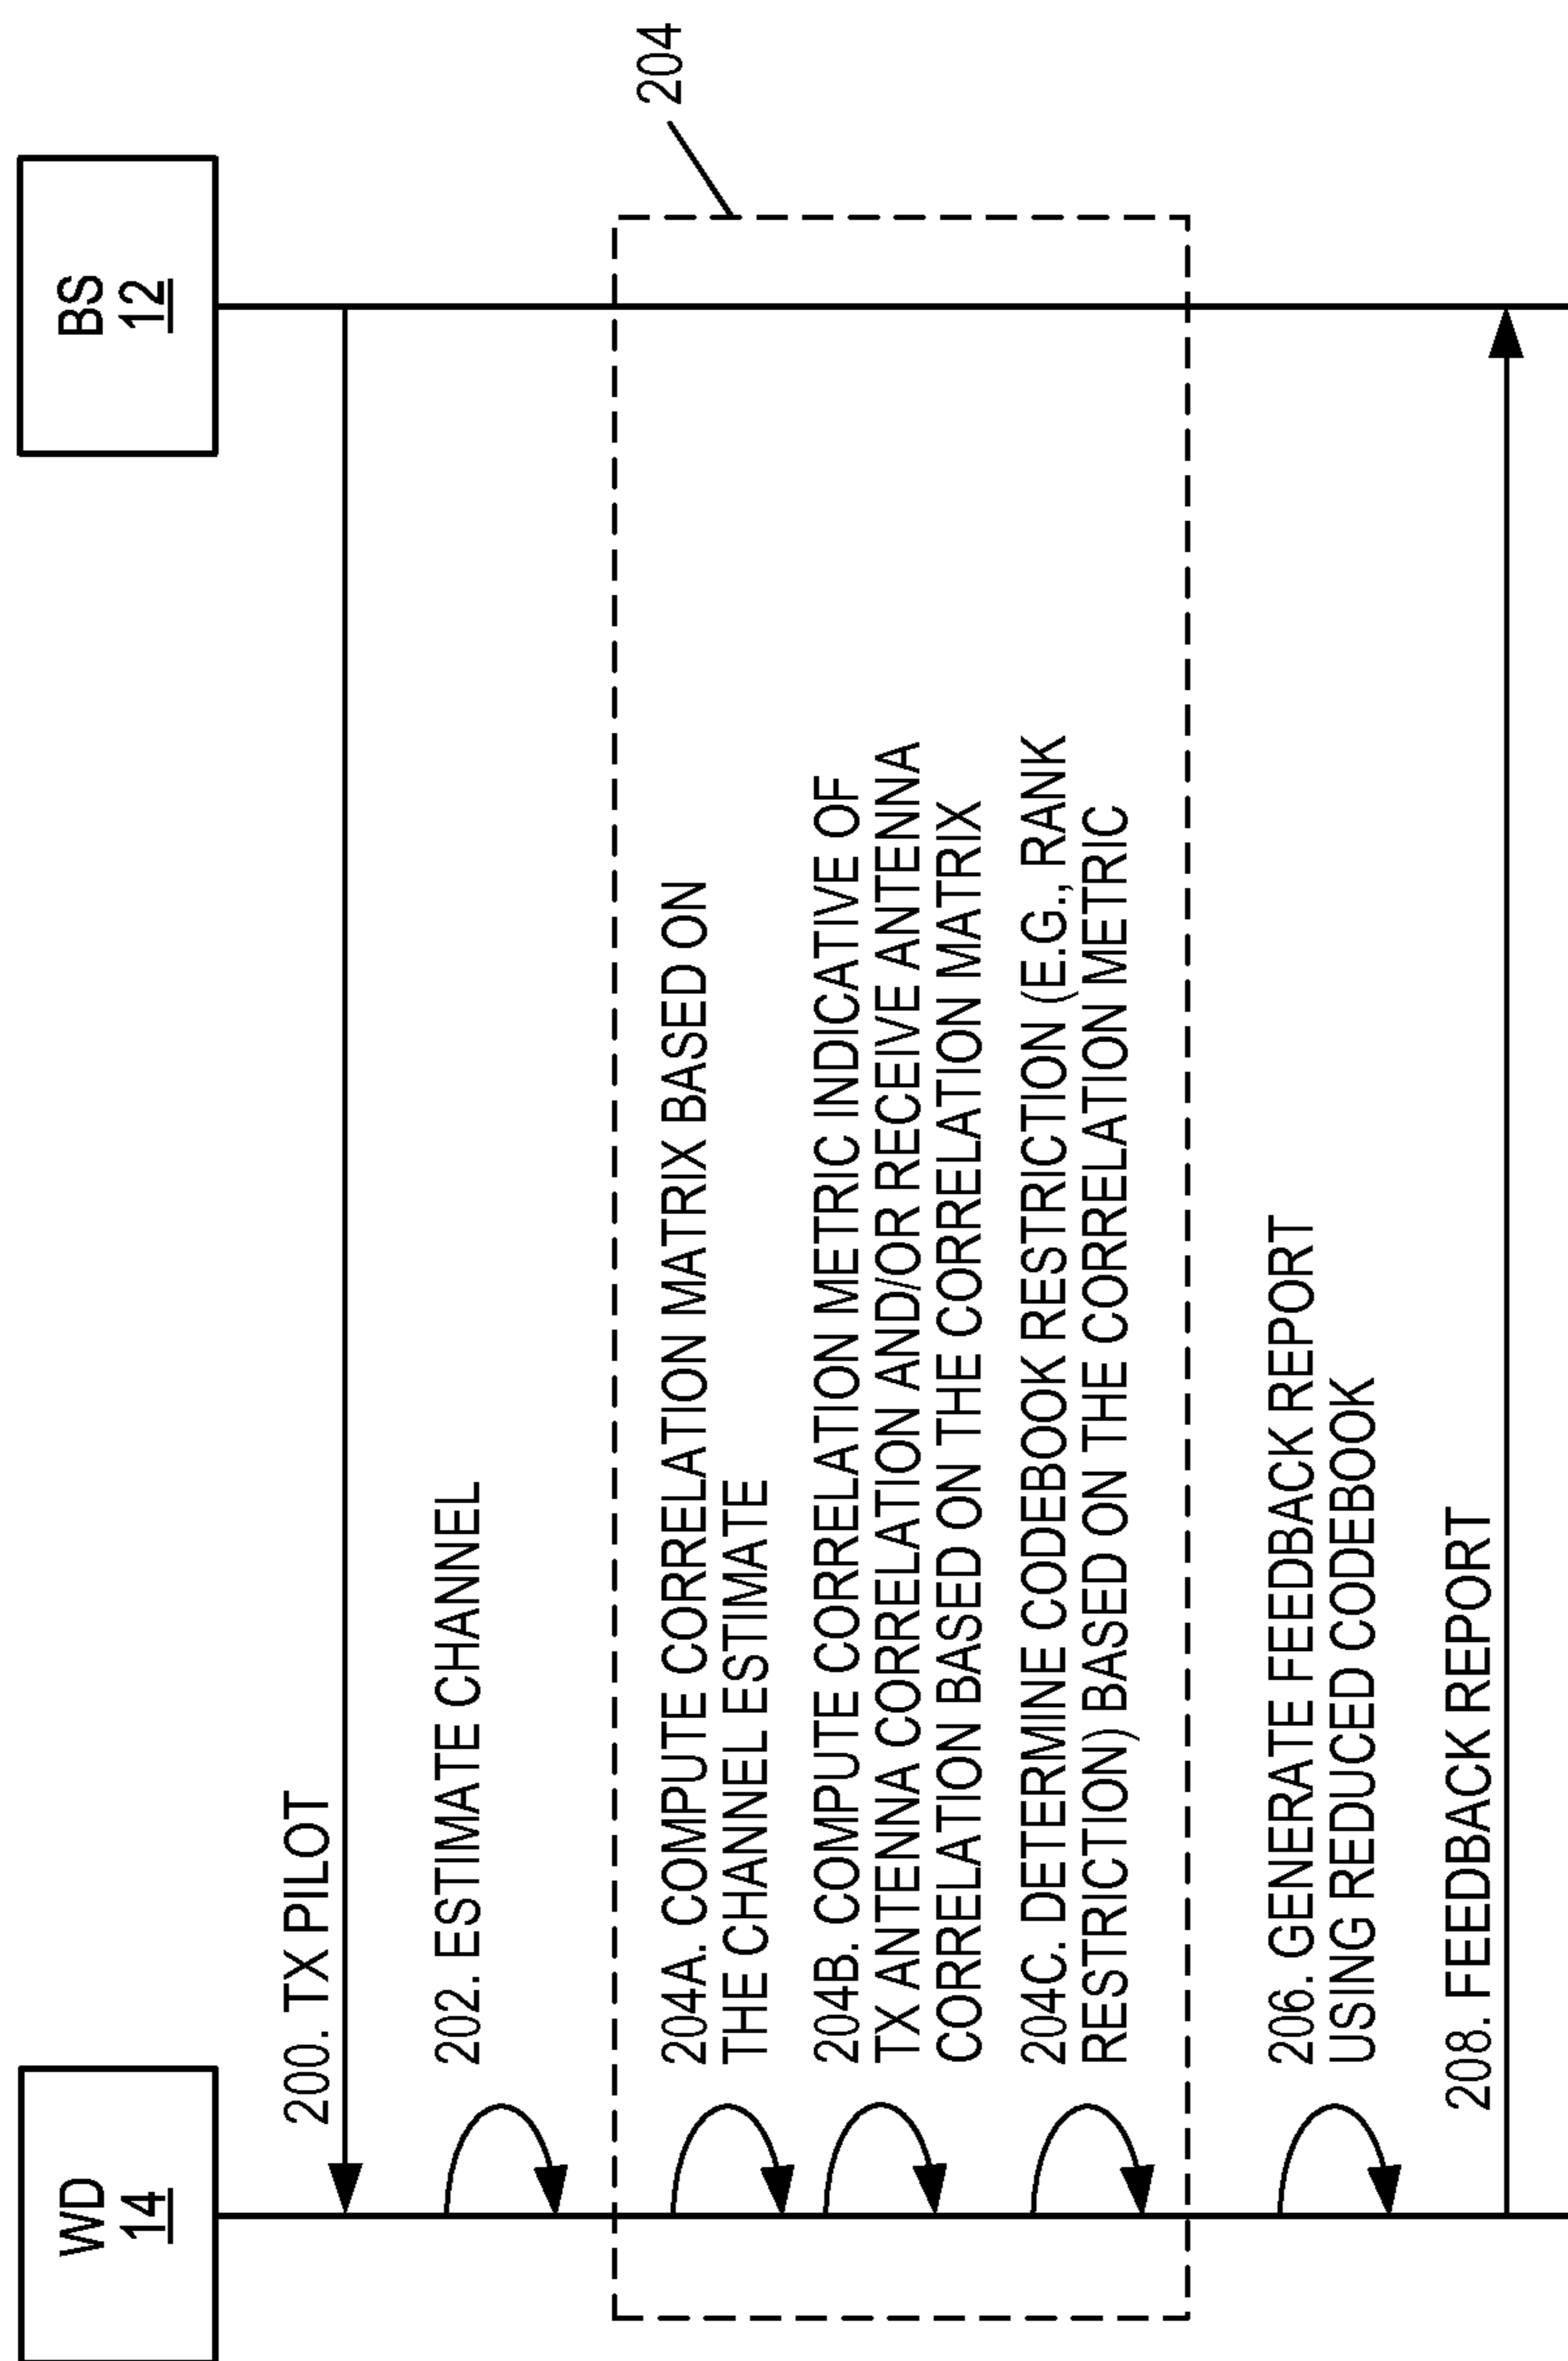 WD
14
BS
12
200. TX PILOT
202. ESTIMATE CHANNEL
204
204A. COMPUTE CORRELATION MATRIX BASED ON
THE CHANNEL ESTIMATE
204B. COMPUTE CORRELATION METRIC INDICATIVE OF
TX ANTENNA CORRELATION AND/OR RECEIVE ANTENNA
CORRELATION BASED ON THE CORRELATION MATRIX
204C. DETERMINE CODEBOOK RESTRICTION (E.G., RANK
RESTRICTION) BASED ON THE CORRELATION METRIC
206. GENERATE FEEDBACK REPORT
USING REDUCED CODEBOOK
208. FEEDBACK REPORT